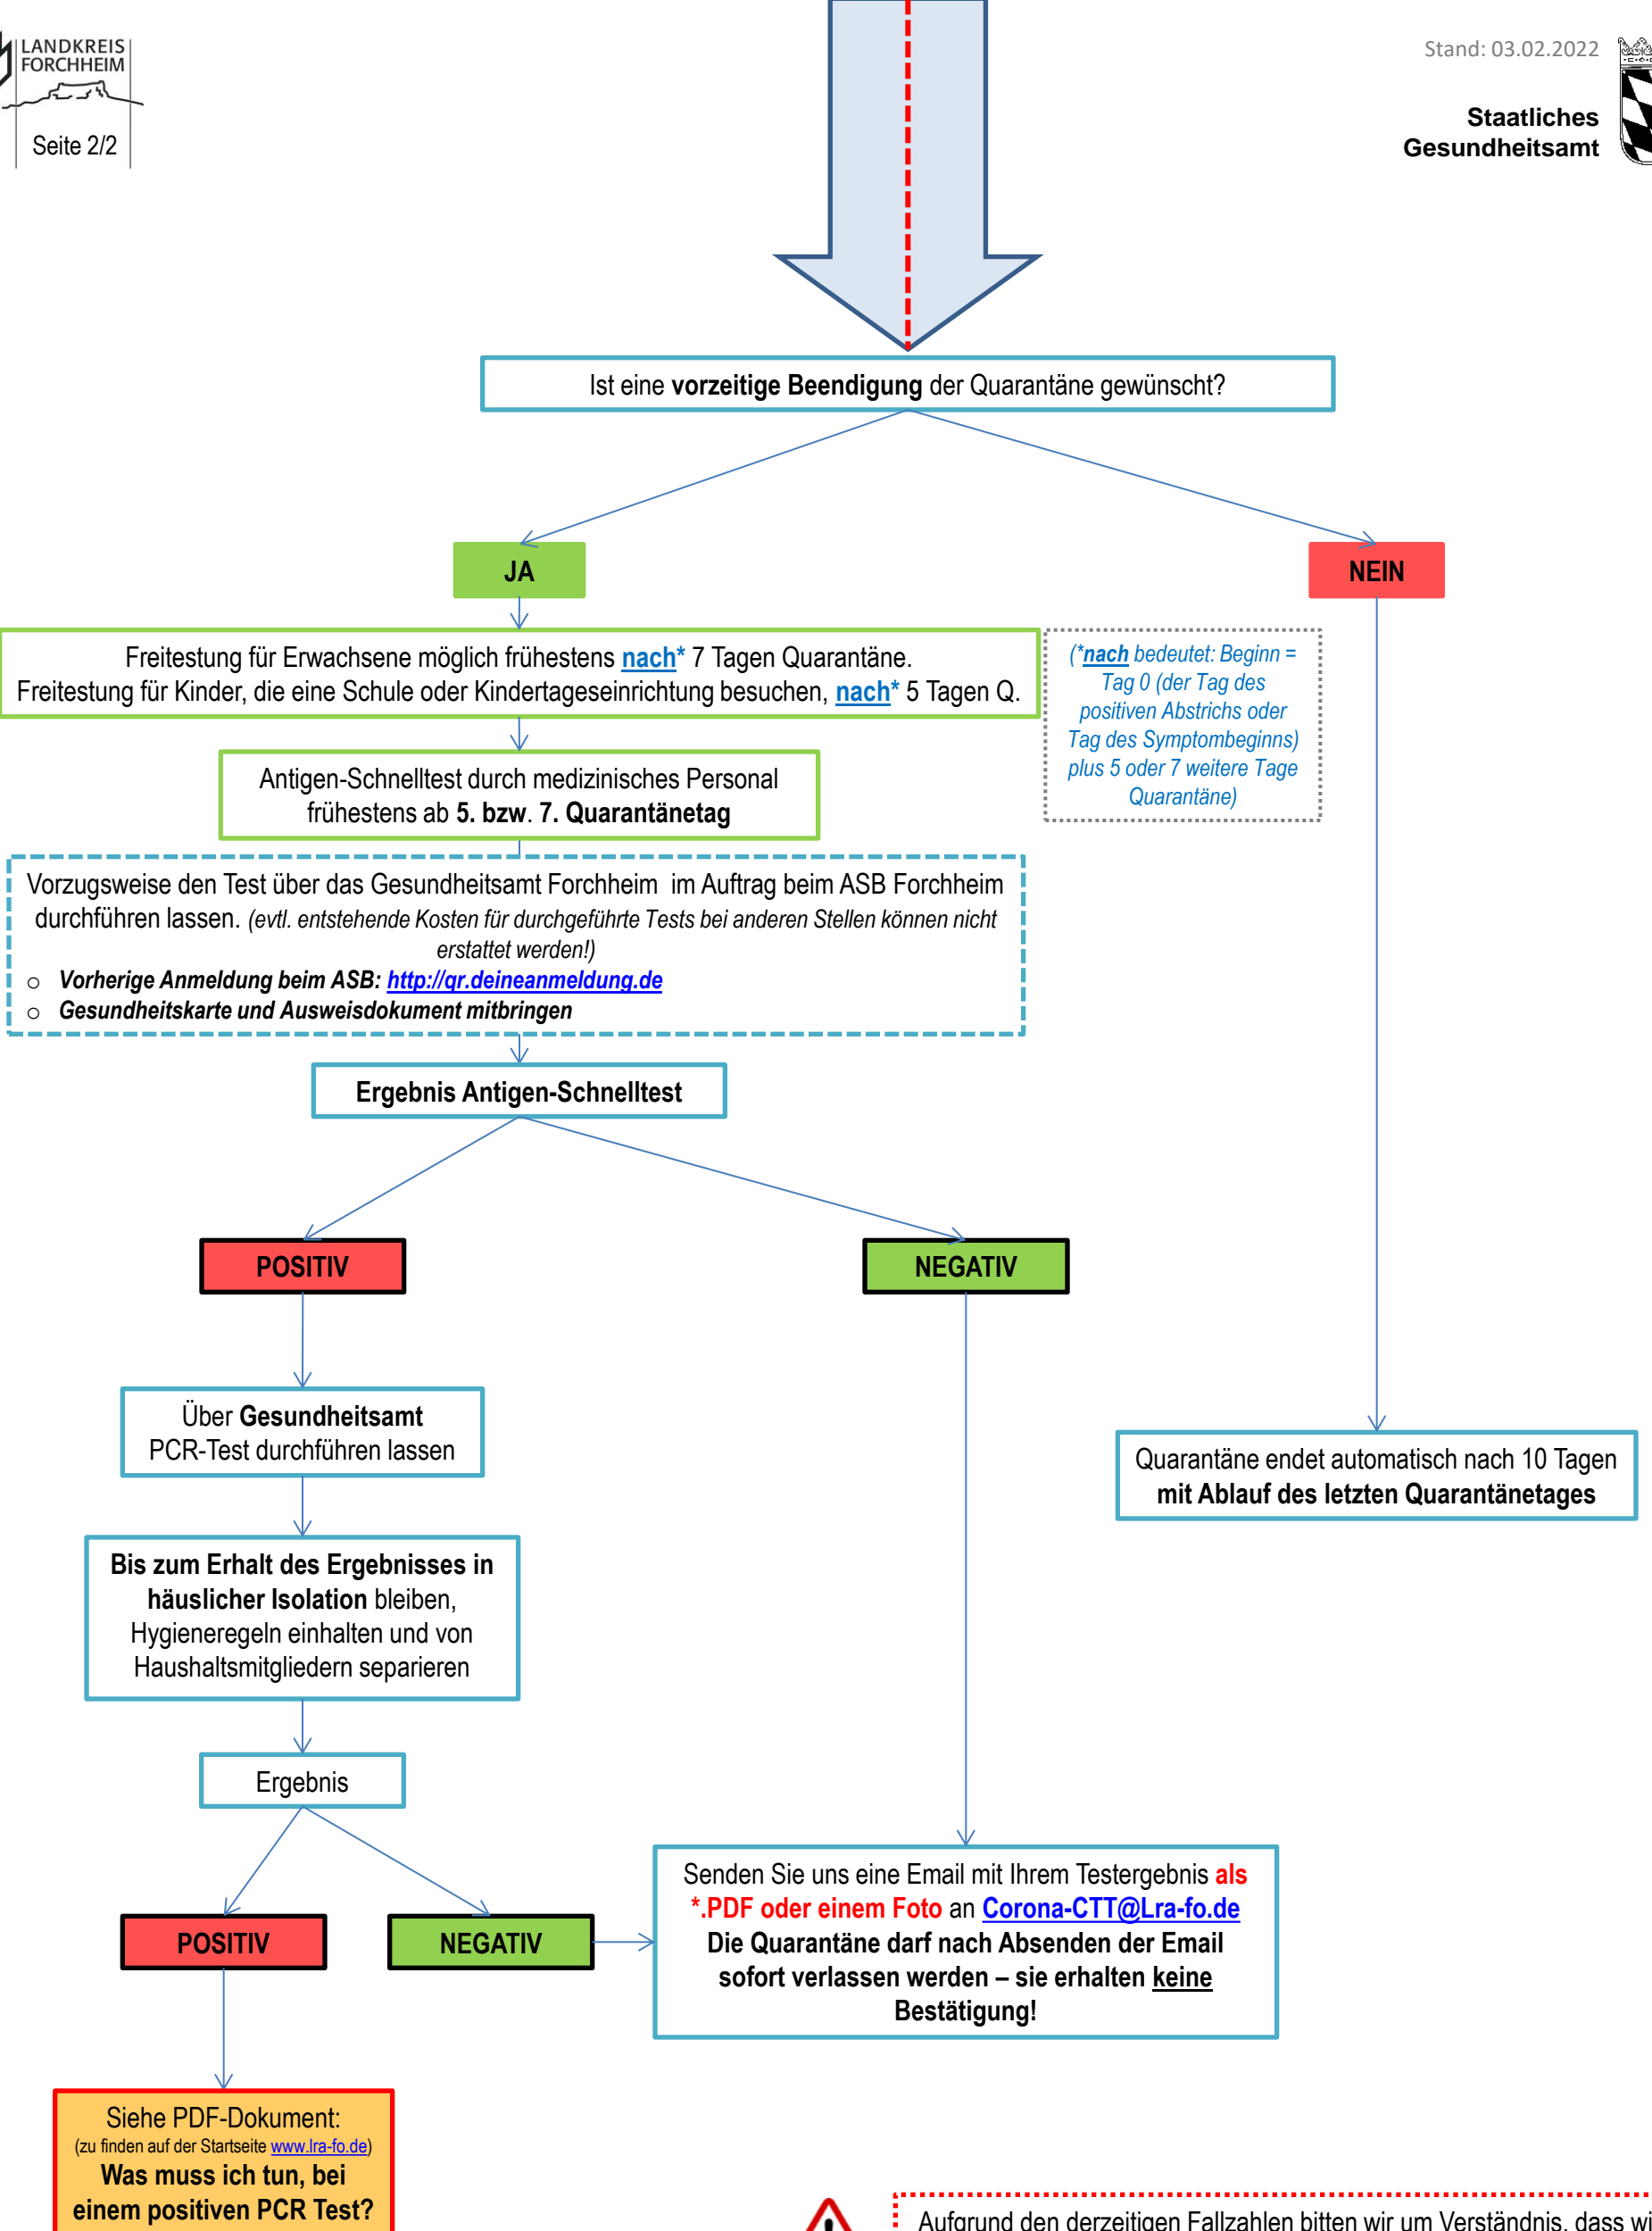 LANDKREIS
FORCHHEIM
Seite 2/2
Stand: 03.02.2022
Staatliches
Gesundheitsamt
Ist eine vorzeitige Beendigung der Quarantäne gewünscht?
JA
NEIN
Freitestung für Erwachsene möglich frühestens nach* 7 Tagen Quarantäne.
Freitestung für Kinder, die eine Schule oder Kindertageseinrichtung besuchen, nach* 5 Tagen Q.
(*nach bedeutet: Beginn =
Tag 0 (der Tag des
positiven Abstrichs oder
Tag des Symptombeginns)
plus 5 oder 7 weitere Tage
Quarantäne)
Antigen-Schnelltest durch medizinisches Personal
frühestens ab 5. bzw. 7. Quarantänetag
Vorzugsweise den Test über das Gesundheitsamt Forchheim im Auftrag beim ASB Forchheim
durchführen lassen. (evtl. entstehende Kosten für durchgeführte Tests bei anderen Stellen können nicht
erstattet werden!)
o Vorherige Anmeldung beim ASB: http://qr.deineanmeldung.de
o Gesundheitskarte und Ausweisdokument mitbringen
Ergebnis Antigen-Schnelltest
POSITIV
NEGATIV
Über Gesundheitsamt
PCR-Test durchführen lassen
Quarantäne endet automatisch nach 10 Tagen
mit Ablauf des letzten Quarantänetages
Bis zum Erhalt des Ergebnisses in
häuslicher Isolation bleiben,
Hygieneregeln einhalten und von
Haushaltsmitgliedern separieren
Ergebnis
POSITIV
NEGATIV
Senden Sie uns eine Email mit Ihrem Testergebnis als
*.PDF oder einem Foto an Corona-CTT@Lra-fo.de
Die Quarantäne darf nach Absenden der Email
sofort verlassen werden – sie erhalten keine
Bestätigung!
Siehe PDF-Dokument:
(zu finden auf der Startseite www.lra-fo.de)
Was muss ich tun, bei
einem positiven PCR Test?
Aufgrund den derzeitigen Fallzahlen bitten wir um Verständnis, dass wi